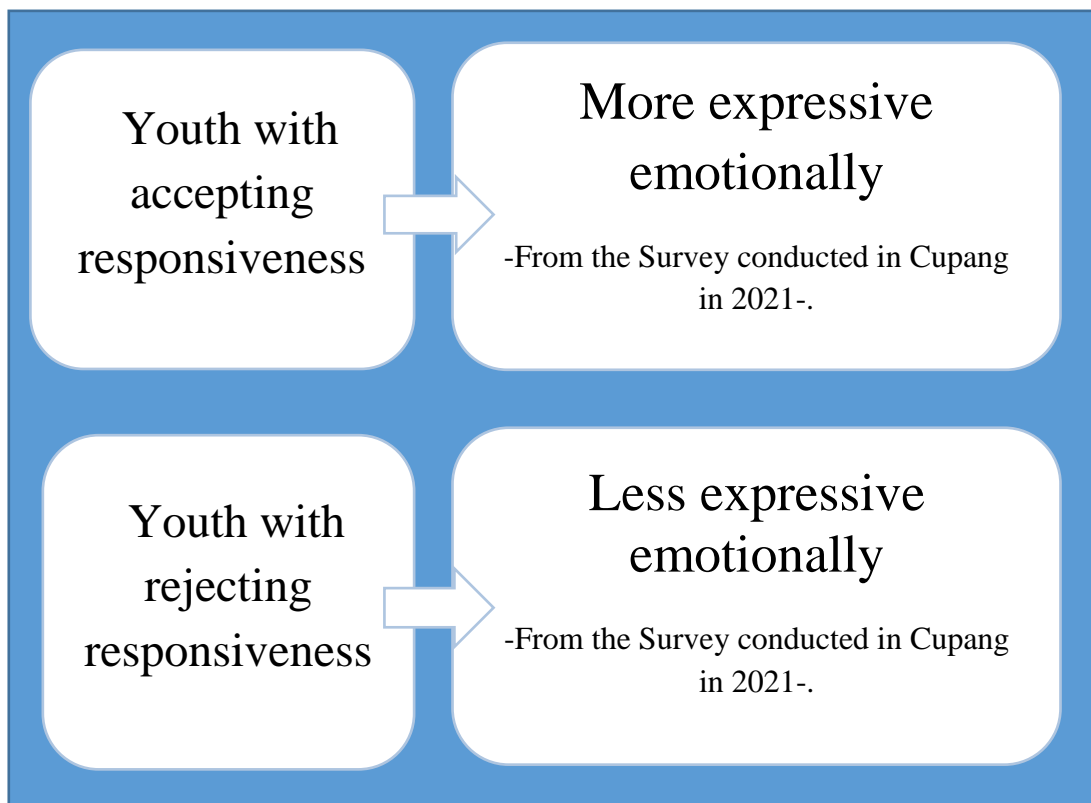 Youth with
accepting
responsiveness
More expressive
emotionally
-From the Survey conducted in Cupang
in 2021-.
Youth with
rejecting
responsiveness
Less expressive
emotionally
-From the Survey conducted in Cupang
in 2021-.